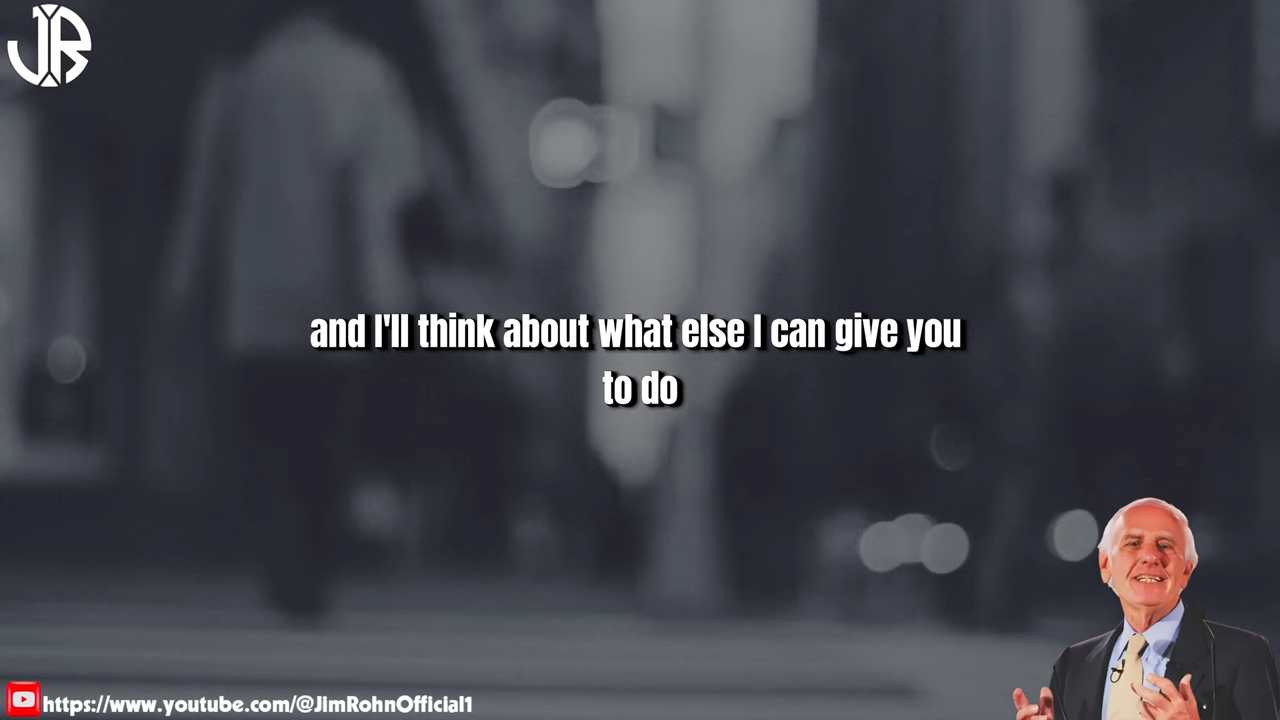 JR
and I'll think about what else I can give you
to do
https://www.youtube.com/@JimRohnOfficial1